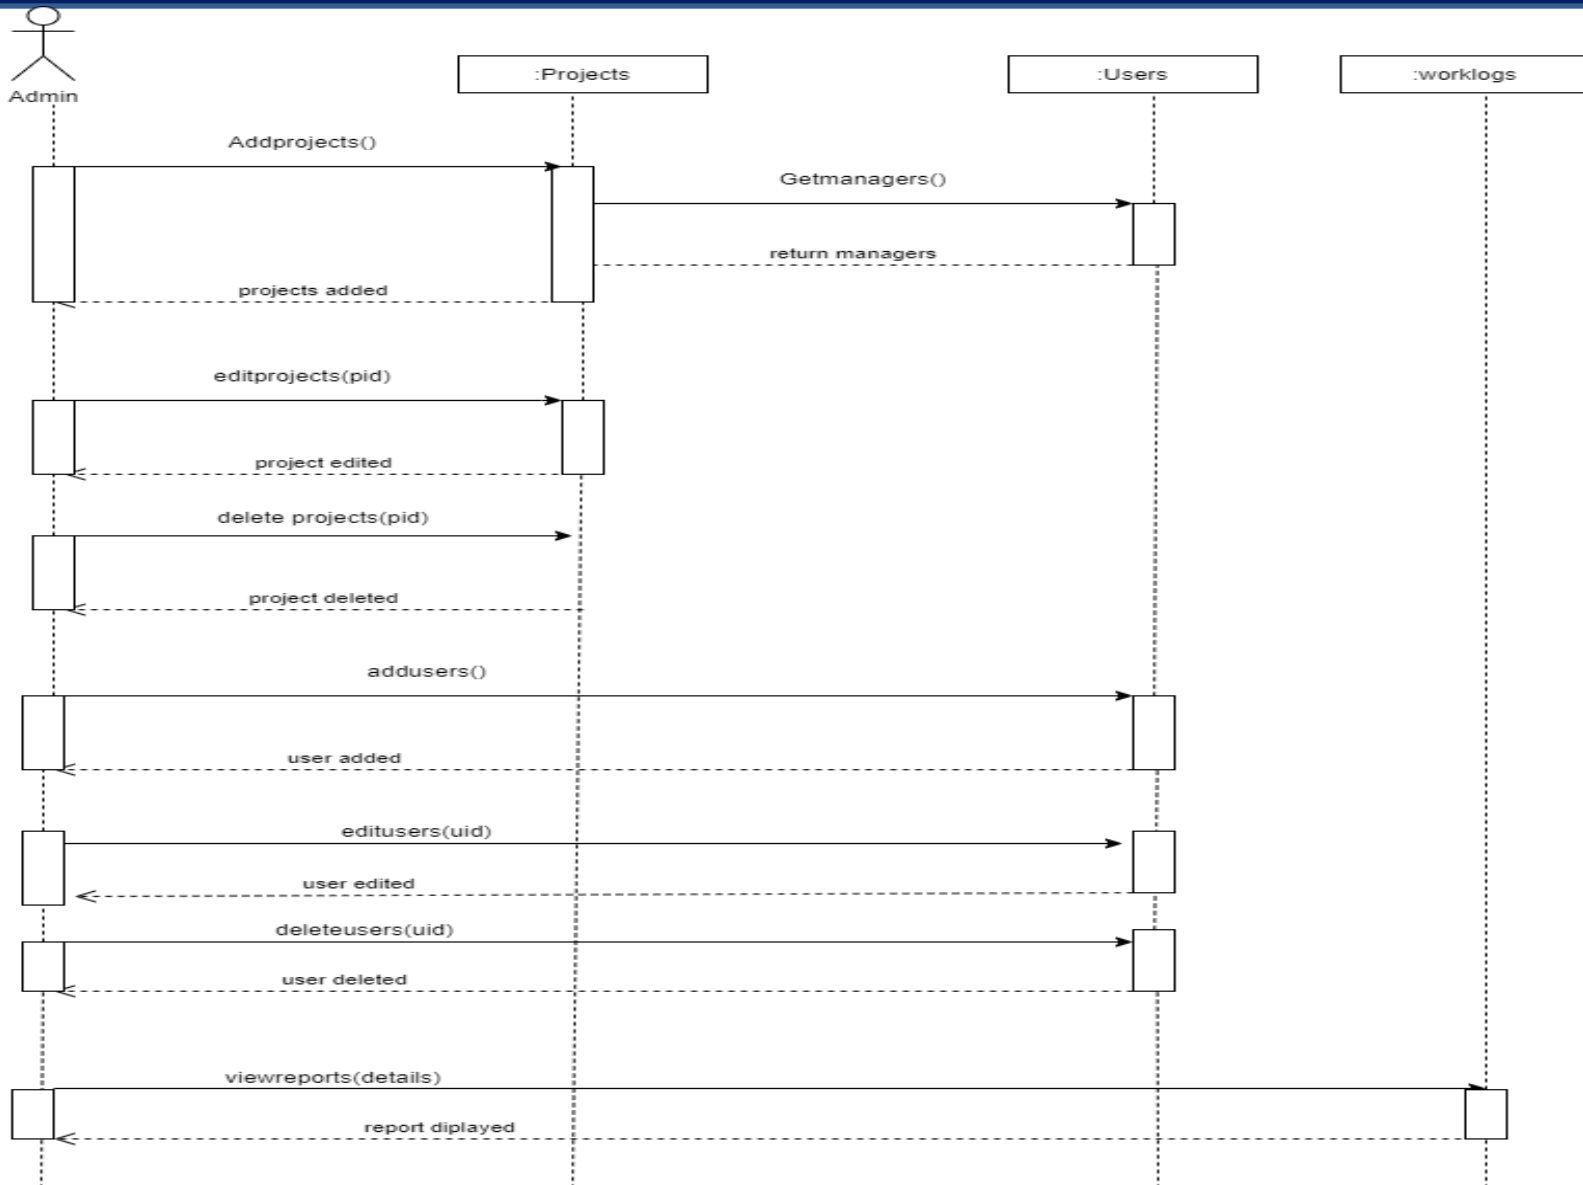 Admin
:Projects
:Users
:worklogs
Addprojects()
Getmanagers()
return managers
projects added
editprojects(pid)
project edited
delete projects(pid)
project deleted
addusers()
user added
editusers(uid)
user edited
deleteusers(uid)
user deleted
viewreports(details)
report diplayed